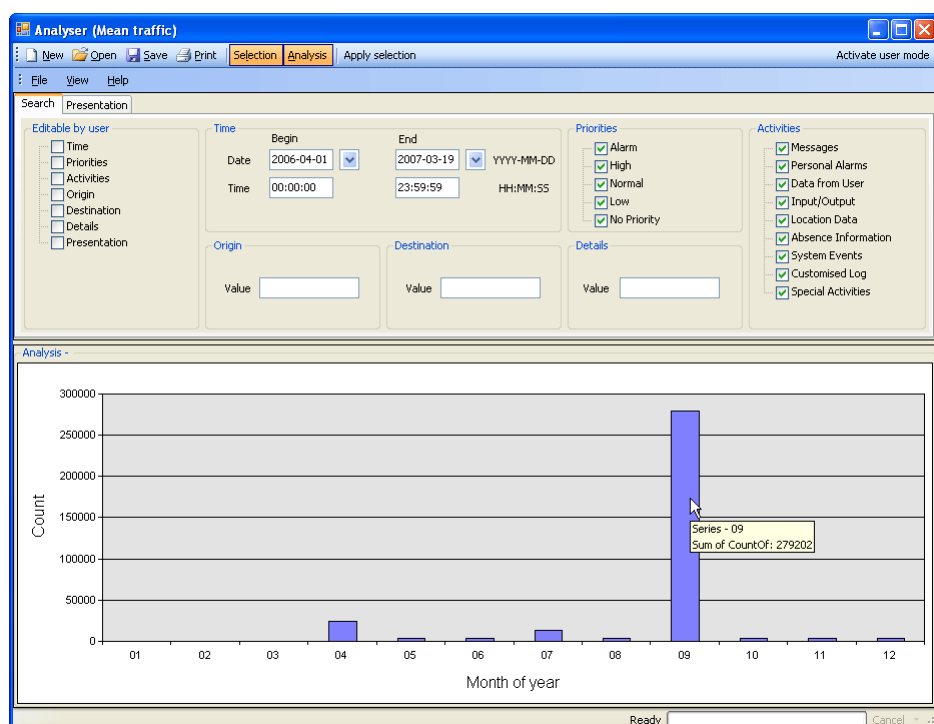 Analyser (Mean traffic)
New Open Save Print Selection Analysis Apply selection Activate user mode
File View Help
Search Presentation
Editable by user
Time
Priorities
Activities
Origin
Destination
Details
Presentation
Time
Begin End
Date 2006-04-01 2007-03-19 YYYY-MM-DD
Time 00:00:00 23:59:59 HH:MM:SS
Priorities
Alarm
High
Normal
Low
No Priority
Activities
Messages
Personal Alarms
Data from User
Input/Output
Location Data
Absence Information
System Events
Customised Log
Special Activities
Origin
Value
Destination
Value
Details
Value
Analysis -
Count
300000
250000
200000
150000
100000
50000
0
Series - 09
Sum of CountOf: 279202
01 02 03 04 05 06 07 08 09 10 11 12
Month of year
Ready Cancel